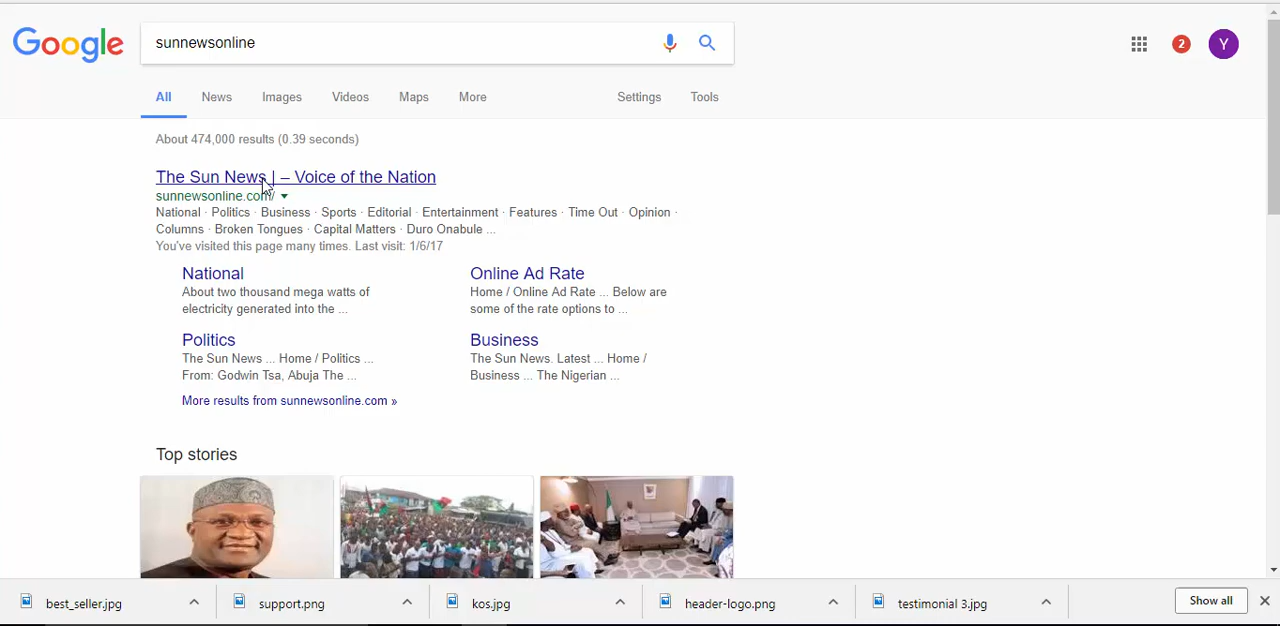 Google
sunnewsonline
2
Y
All News Images Videos Maps More Settings Tools
About 474,000 results (0.39 seconds)
The Sun News | – Voice of the Nation
sunnewsonline.com/
National · Politics · Business · Sports · Editorial · Entertainment · Features · Time Out · Opinion ·
Columns · Broken Tongues · Capital Matters · Duro Onabule ...
You've visited this page many times. Last visit: 1/6/17
National
About two thousand mega watts of
electricity generated into the ...
Online Ad Rate
Home / Online Ad Rate ... Below are
some of the rate options to ...
Politics
The Sun News ... Home / Politics ...
From: Godwin Tsa, Abuja The ...
Business
The Sun News. Latest ... Home /
Business ... The Nigerian ...
More results from sunnewsonline.com »
Top stories
best_seller.jpg
support.png
kos.jpg
header-logo.png
testimonial 3.jpg
Show all